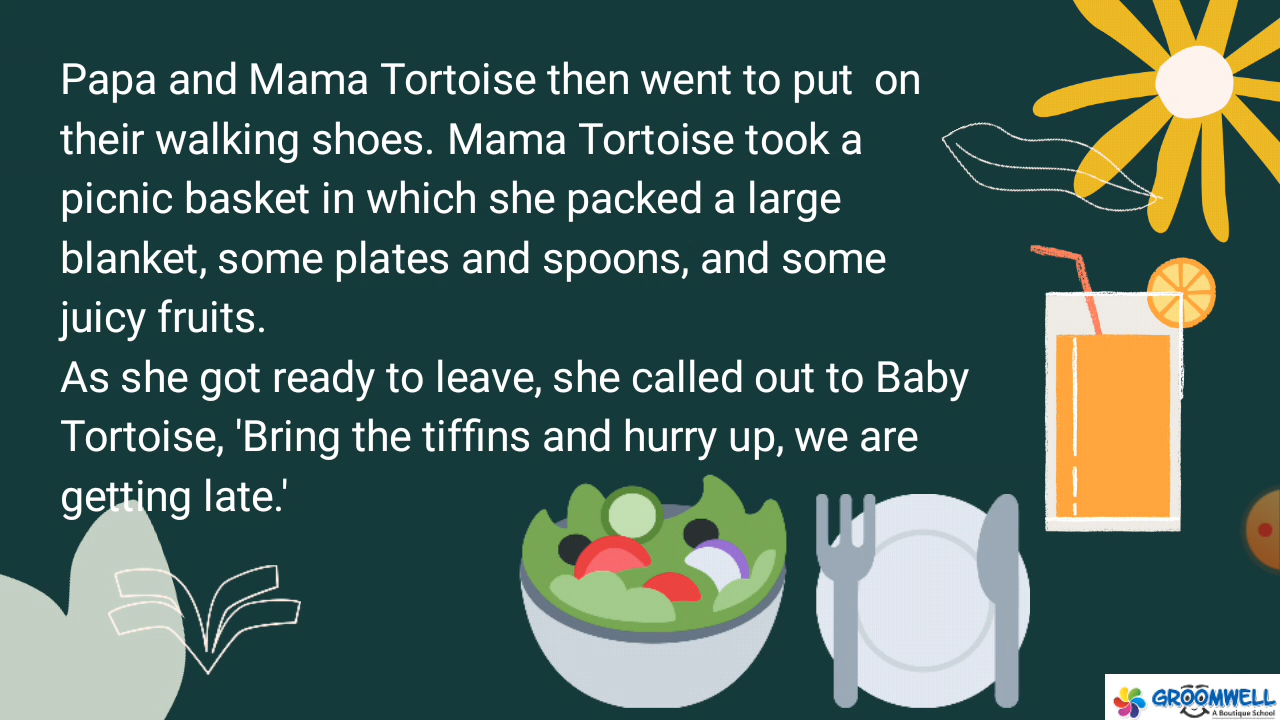 Papa and Mama Tortoise then went to put  on
their walking shoes. Mama Tortoise took a
picnic basket in which she packed a large
blanket, some plates and spoons, and some
juicy fruits.
As she got ready to leave, she called out to Baby
Tortoise, 'Bring the tiffins and hurry up, we are
getting late.'
GROOMWELL
A Boutique School